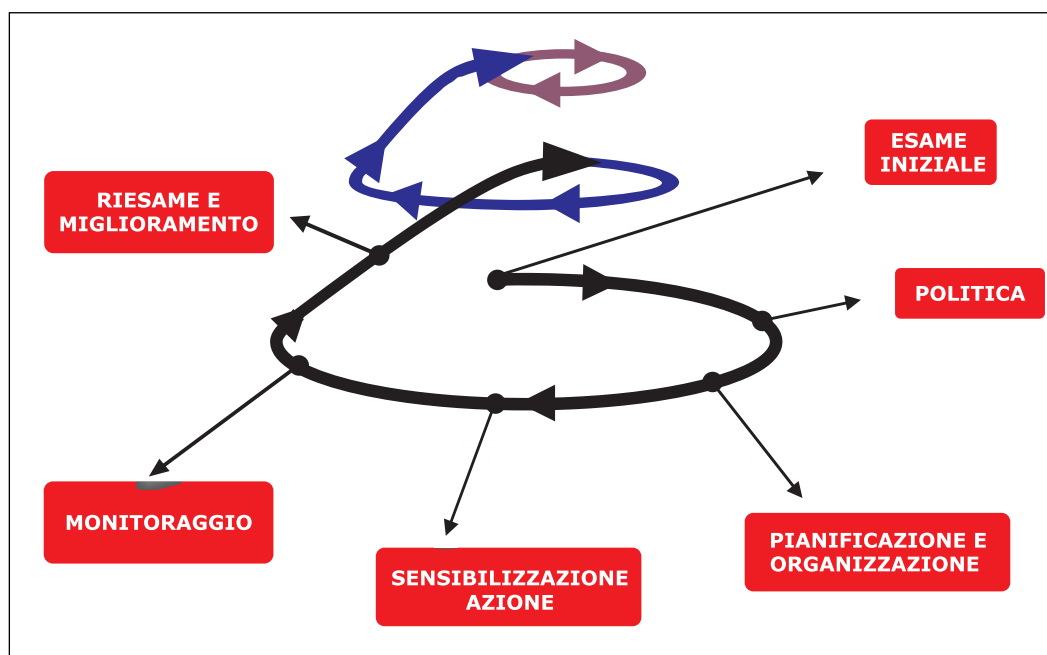 ESAME
INIZIALE
RIESAME E
MIGLIORAMENTO
POLITICA
MONITORAGGIO
PIANIFICAZIONE E
ORGANIZZAZIONE
SENSIBILIZZAZIONE
AZIONE